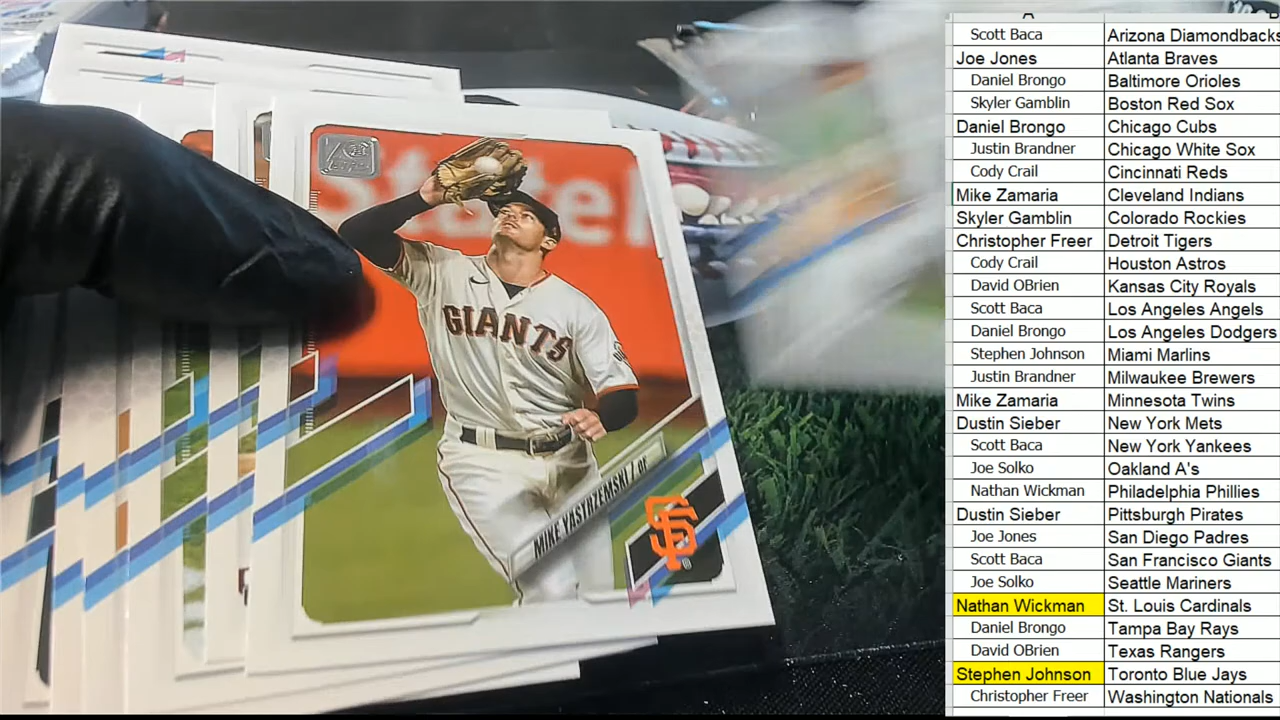 State
GIANTS
MIKE YASTRZEMSKI / OF
SF
70
A
Scott Baca Arizona Diamondbacks
Joe Jones Atlanta Braves
Daniel Brongo Baltimore Orioles
Skyler Gamblin Boston Red Sox
Daniel Brongo Chicago Cubs
Justin Brandner Chicago White Sox
Cody Crail Cincinnati Reds
Mike Zamaria Cleveland Indians
Skyler Gamblin Colorado Rockies
Christopher Freer Detroit Tigers
Cody Crail Houston Astros
David OBrien Kansas City Royals
Scott Baca Los Angeles Angels
Daniel Brongo Los Angeles Dodgers
Stephen Johnson Miami Marlins
Justin Brandner Milwaukee Brewers
Mike Zamaria Minnesota Twins
Dustin Sieber New York Mets
Scott Baca New York Yankees
Joe Solko Oakland A's
Nathan Wickman Philadelphia Phillies
Dustin Sieber Pittsburgh Pirates
Joe Jones San Diego Padres
Scott Baca San Francisco Giants
Joe Solko Seattle Mariners
Nathan Wickman St. Louis Cardinals
Daniel Brongo Tampa Bay Rays
David OBrien Texas Rangers
Stephen Johnson Toronto Blue Jays
Christopher Freer Washington Nationals